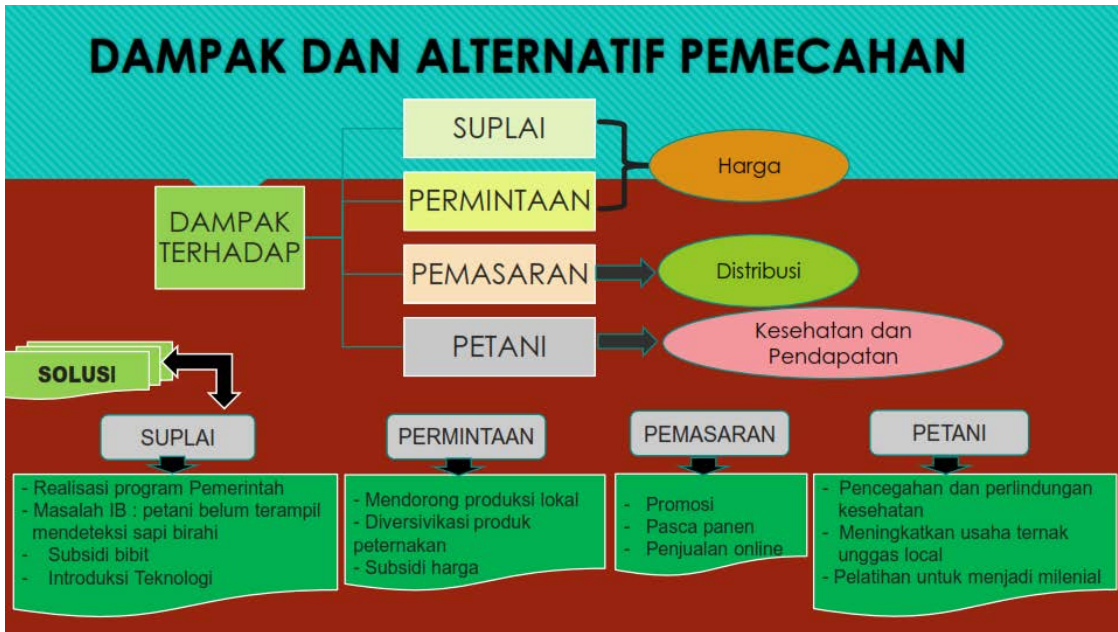 DAMPAK DAN ALTERNATIF PEMECAHAN
DAMPAK
TERHADAP
SUPLAI
PERMINTAAN
Harga
PEMASARAN
Distribusi
PETANI
Kesehatan dan
Pendapatan
SOLUSI
SUPLAI
- Realisasi program Pemerintah
- Masalah IB : petani belum terampil
mendeteksi sapi birahi
- Subsidi bibit
- Introduksi Teknologi
PERMINTAAN
- Mendorong produksi lokal
- Diversivikasi produk
peternakan
- Subsidi harga
PEMASARAN
- Promosi
- Pasca panen
- Penjualan online
PETANI
- Pencegahan dan perlindungan
kesehatan
- Meningkatkan usaha ternak
unggas local
- Pelatihan untuk menjadi milenial